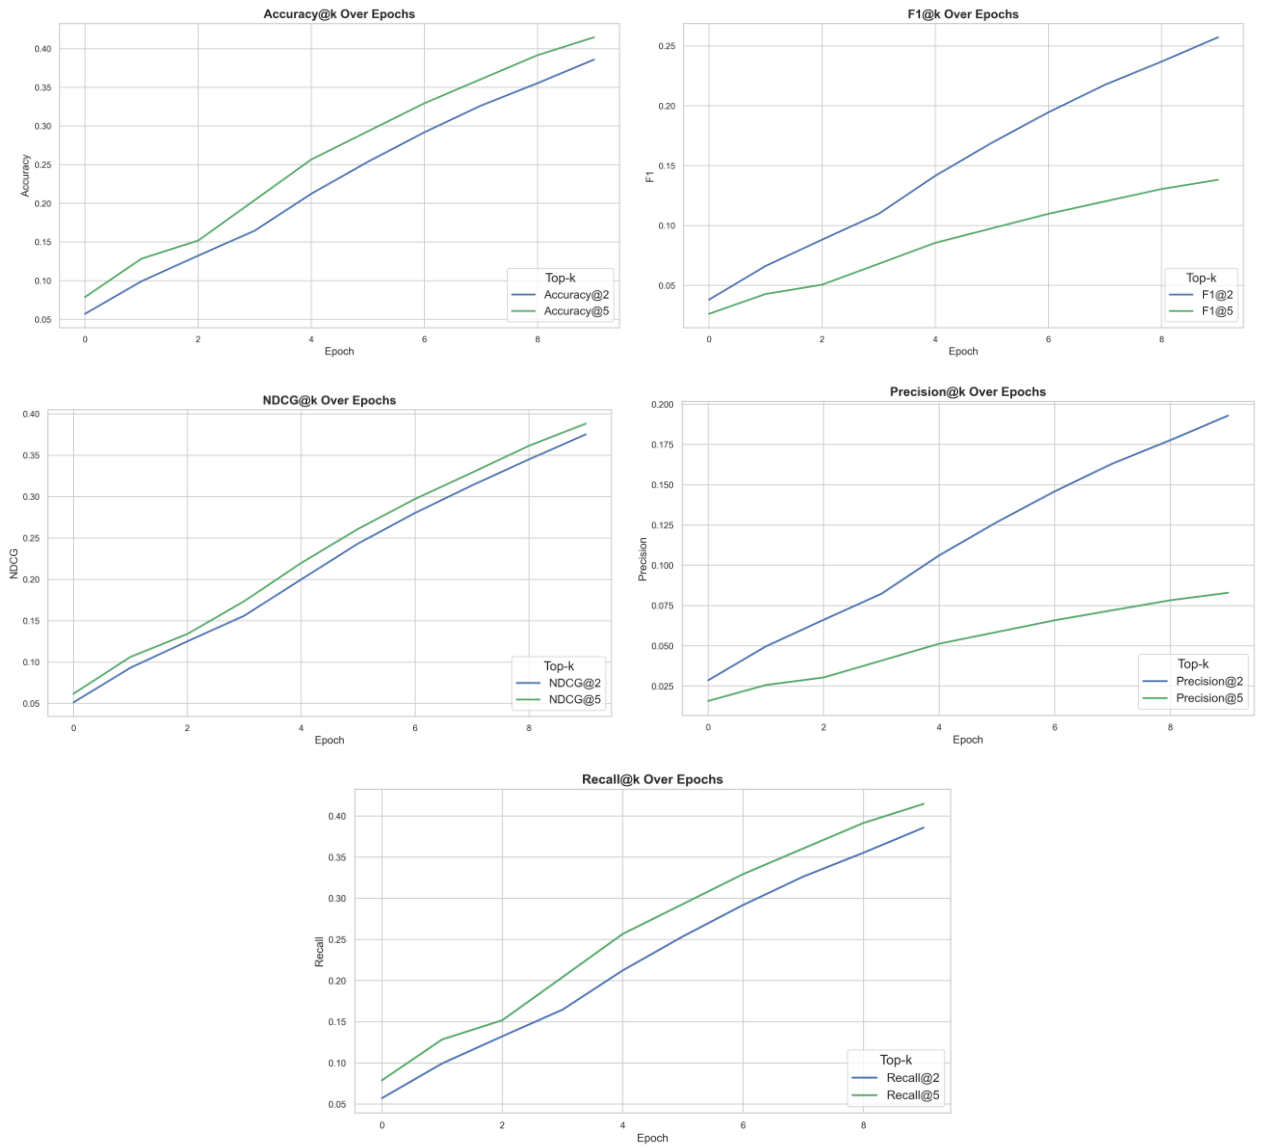 Accuracy@k Over Epochs
0.40
0.35
0.30
0.25
0.20
0.15
0.10
0.05
Accuracy
0 2 4 6 8
Epoch
Top-k
Accuracy@2
Accuracy@5
F1@k Over Epochs
0.25
0.20
0.15
0.10
0.05
F1
0 2 4 6 8
Epoch
Top-k
F1@2
F1@5
NDCG@k Over Epochs
0.40
0.35
0.30
0.25
0.20
0.15
0.10
0.05
NDCG
0 2 4 6 8
Epoch
Top-k
NDCG@2
NDCG@5
Precision@k Over Epochs
0.200
0.175
0.150
0.125
0.100
0.075
0.050
0.025
Precision
0 2 4 6 8
Epoch
Top-k
Precision@2
Precision@5
Recall@k Over Epochs
0.40
0.35
0.30
0.25
0.20
0.15
0.10
0.05
Recall
0 2 4 6 8
Epoch
Top-k
Recall@2
Recall@5